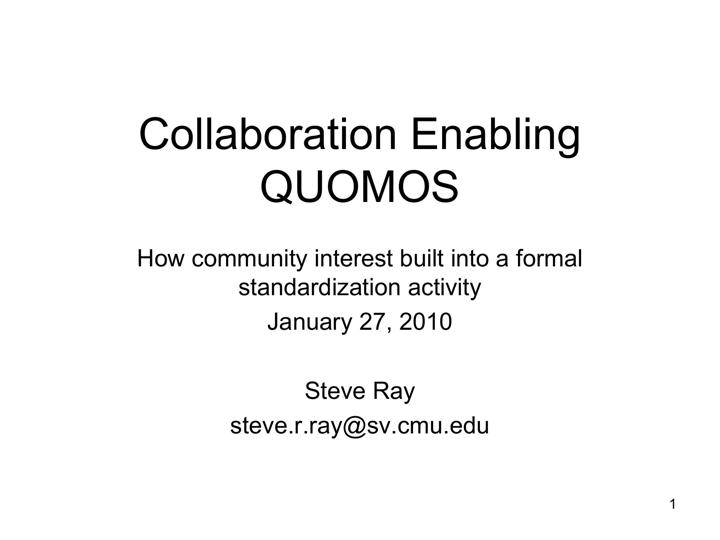 Collaboration Enabling
QUOMOS
How community interest built into a formal
standardization activity
January 27, 2010
Steve Ray
steve.r.ray@sv.cmu.edu
1